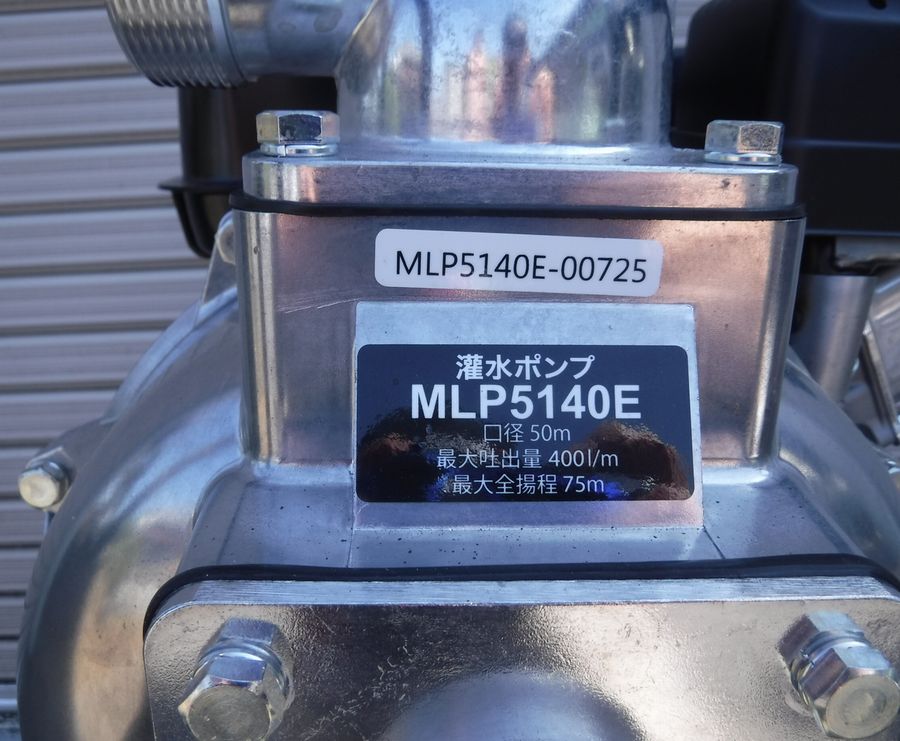 MLP5140E-00725
灌水ポンプ
MLP5140E
口径 50m
最大吐出量 400l/m
最大全揚程 75m